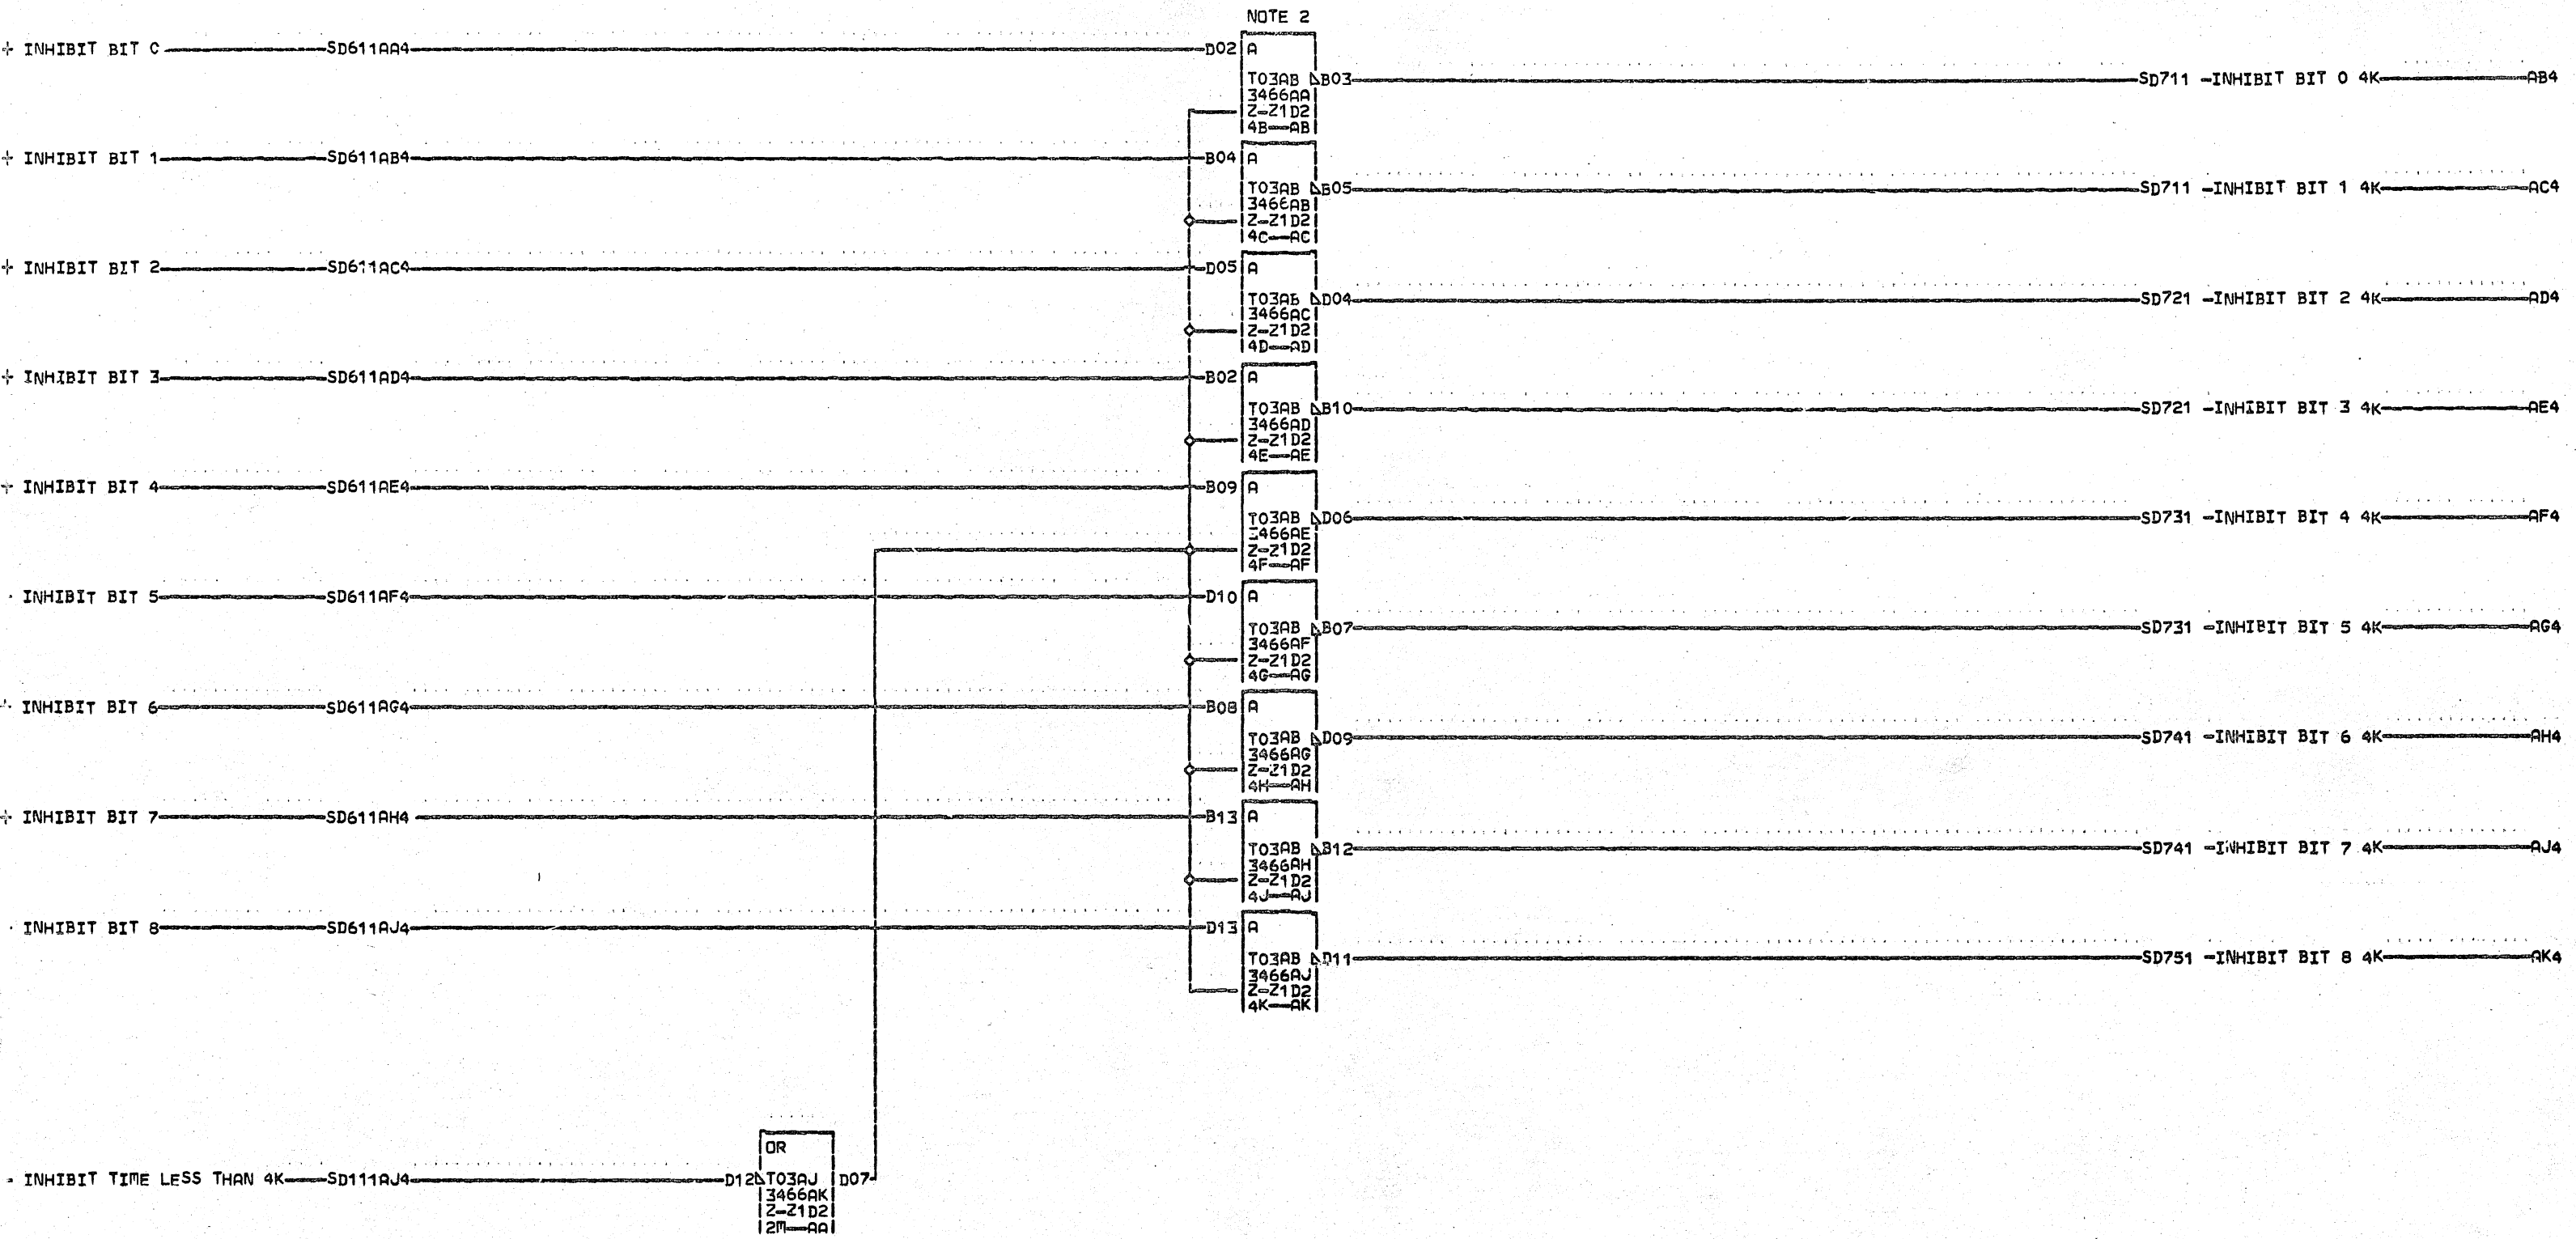 NOTE 2
+ INHIBIT BIT 0 SD611AA4 D02 A
T03AB B03 SD711 -INHIBIT BIT 0 4K AB4
3466AA
Z-Z1D2
4B AB
+ INHIBIT BIT 1 SD611AB4 B04 A
T03AB B05 SD711 -INHIBIT BIT 1 4K AC4
3466AB
Z-Z1D2
4C AC
+ INHIBIT BIT 2 SD611AC4 D05 A
T03AB D04 SD721 -INHIBIT BIT 2 4K AD4
3466AC
Z-Z1D2
4D AD
+ INHIBIT BIT 3 SD611AD4 B02 A
T03AB B10 SD721 -INHIBIT BIT 3 4K AE4
3466AD
Z-Z1D2
4E AE
+ INHIBIT BIT 4 SD611AE4 B09 A
T03AB D06 SD731 -INHIBIT BIT 4 4K AF4
3466AE
Z-Z1D2
4F AF
INHIBIT BIT 5 SD611AF4 D10 A
T03AB B07 SD731 -INHIBIT BIT 5 4K AG4
3466AF
Z-Z1D2
4G AG
INHIBIT BIT 6 SD611AG4 B08 A
T03AB D09 SD741 -INHIBIT BIT 6 4K AH4
3466AG
Z-Z1D2
4H AH
+ INHIBIT BIT 7 SD611AH4 B13 A
T03AB B12 SD741 -INHIBIT BIT 7 4K AJ4
3466AH
Z-Z1D2
4J AJ
INHIBIT BIT 8 SD611AJ4 D13 A
T03AB D11 SD751 -INHIBIT BIT 8 4K AK4
3466AJ
Z-Z1D2
4K AK
OR
- INHIBIT TIME LESS THAN 4K SD111AJ4 D12 T03AJ D07
3466AK
Z-Z1D2
2M AA